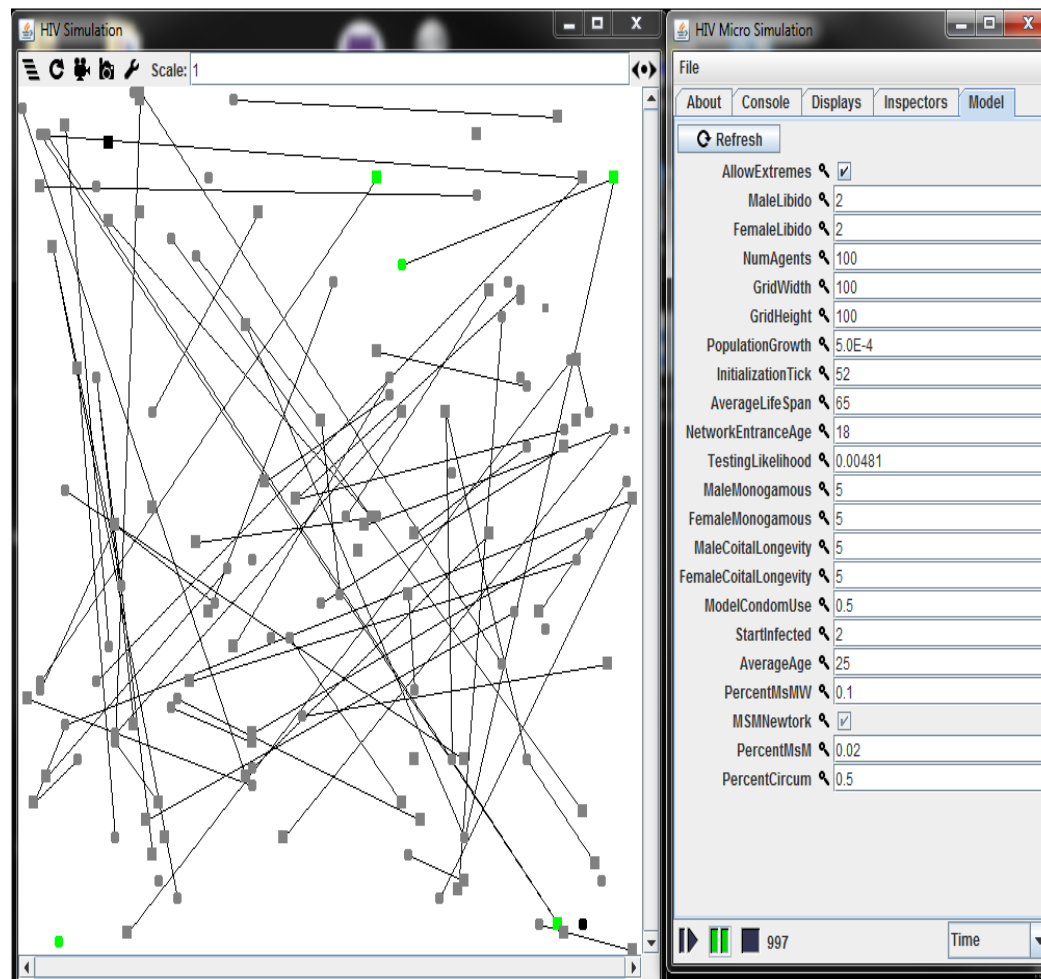 HIV Simulation
Scale: 1
HIV Micro Simulation
File
About Console Displays Inspectors Model
Refresh
AllowExtremes
MaleLibido 2
FemaleLibido 2
NumAgents 100
GridWidth 100
GridHeight 100
PopulationGrowth 5.0E-4
InitializationTick 52
AverageLifeSpan 65
NetworkEntranceAge 18
TestingLikelihood 0.00481
MaleMonogamous 5
FemaleMonogamous 5
MaleCoitalLongevity 5
FemaleCoitalLongevity 5
ModelCondomUse 0.5
StartInfected 2
AverageAge 25
PercentMsMW 0.1
MSMNewtork
PercentMsM 0.02
PercentCircum 0.5
997 Time